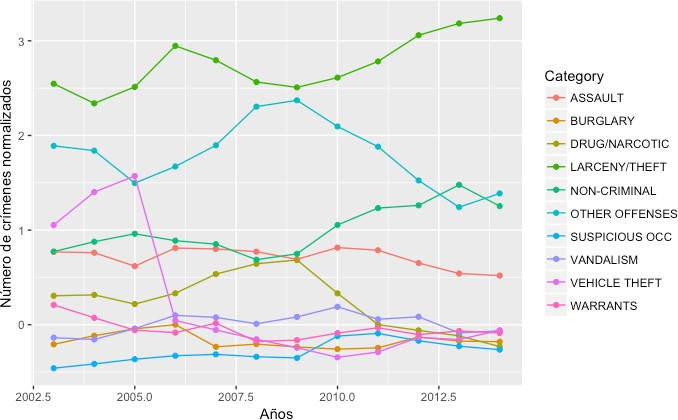 Número de crímenes normalizados
3
2
1
0
2002.5 2005.0 2007.5 2010.0 2012.5
Años
Category
ASSAULT
BURGLARY
DRUG/NARCOTIC
LARCENY/THEFT
NON-CRIMINAL
OTHER OFFENSES
SUSPICIOUS OCC
VANDALISM
VEHICLE THEFT
WARRANTS